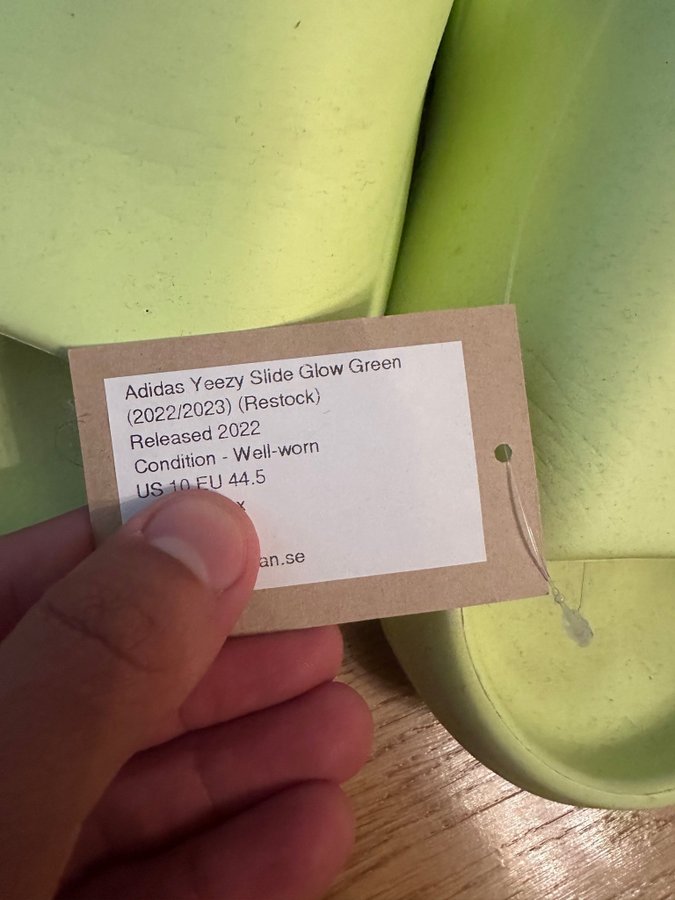 Adidas Yeezy Slide Glow Green
(2022/2023) (Restock)
Released 2022
Condition - Well-worn
US 10 EU 44.5